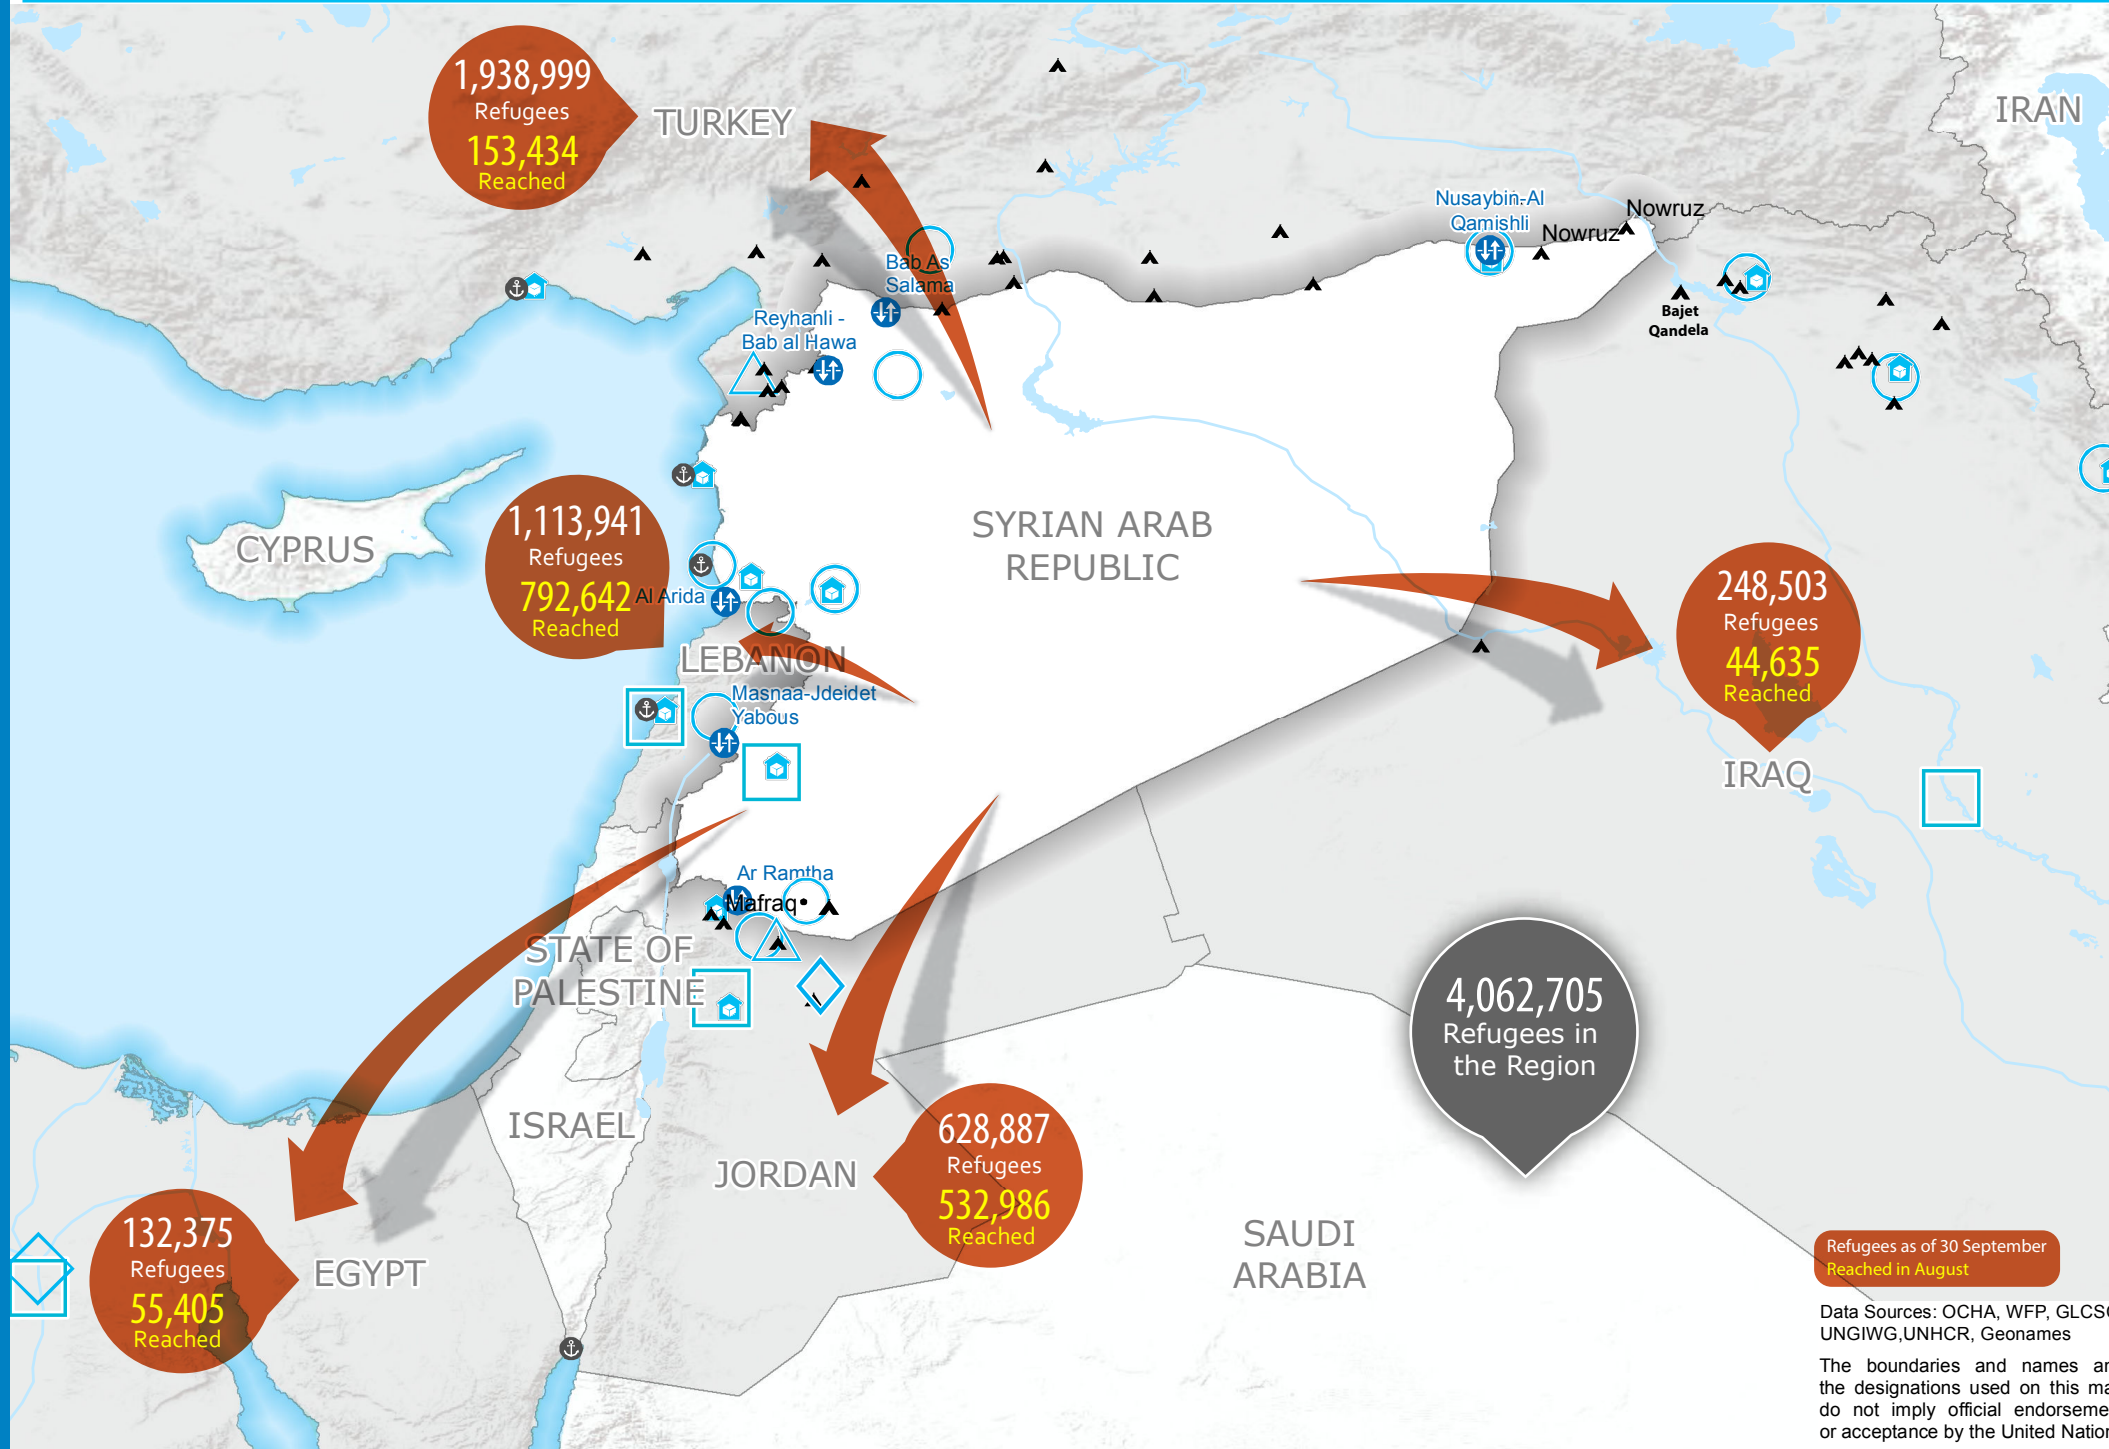 1,938,999
Refugees
153,434
Reached
TURKEY
IRAN
Nusaybin-Al
Qamishli
Nowruz
Nowruz
Bab As
Salama
Reyhanli -
Bab al Hawa
Bajet
Qandela
CYPRUS
1,113,941
Refugees
792,642
Reached
Al Arida
SYRIAN ARAB
REPUBLIC
248,503
Refugees
44,635
Reached
IRAQ
LEBANON
Masnaa-Jdeidet
Yabous
Ar Ramtha
Mafraq
STATE OF
PALESTINE
4,062,705
Refugees in
the Region
ISRAEL
JORDAN
628,887
Refugees
532,986
Reached
132,375
Refugees
55,405
Reached
EGYPT
SAUDI
ARABIA
Refugees as of 30 September
Reached in August
Data Sources: OCHA, WFP,
UNGIWG,UNHCR, Geonames
The boundaries and names
the designations used on this
do not imply official
or acceptance by the United